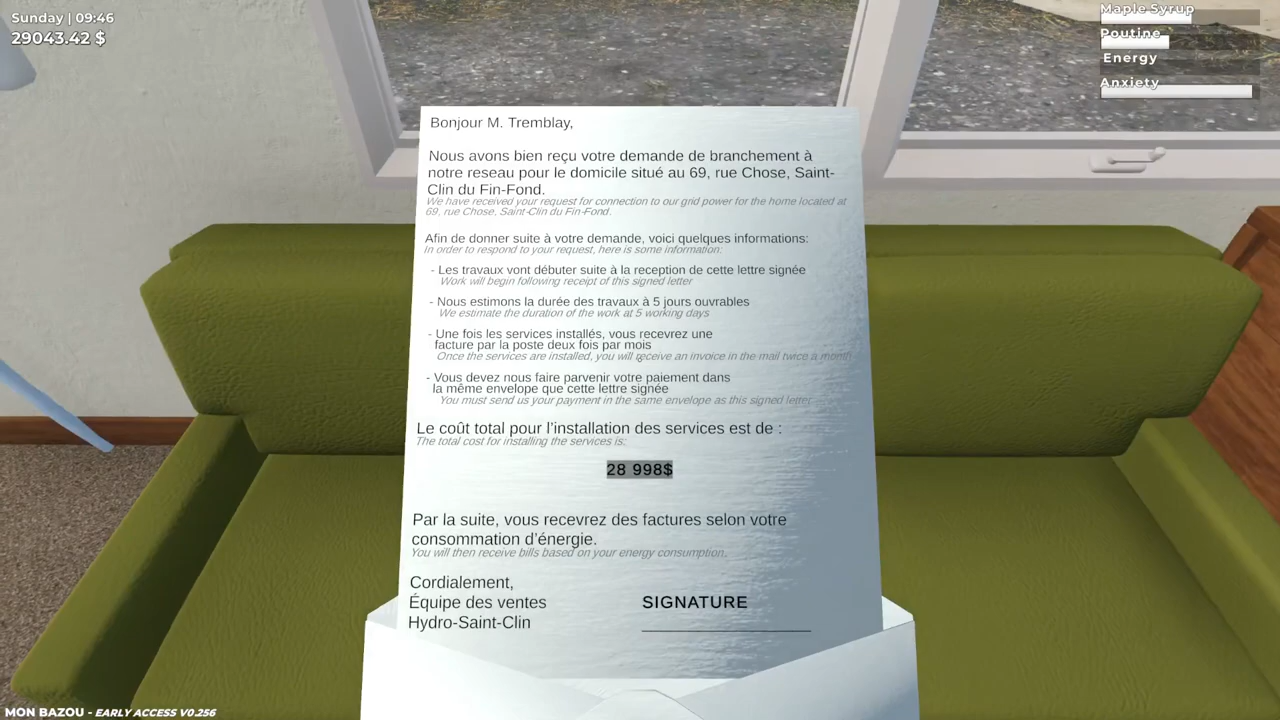 Sunday | 09:46
29043.42 $
Maple Syrup
Poutine
Energy
Anxiety
Bonjour M. Tremblay,
Nous avons bien reçu votre demande de branchement à
notre reseau pour le domicile situé au 69, rue Chose, Saint-
Clin du Fin-Fond.
We have received your request for connection to our grid power for the home located at
69, rue Chose, Saint-Clin du Fin-Fond.
Afin de donner suite à votre demande, voici quelques informations:
In order to respond to your request, here is some information:
- Les travaux vont débuter suite à la reception de cette lettre signée
Work will begin following receipt of this signed letter
- Nous estimons la durée des travaux à 5 jours ouvrables
We estimate the duration of the work at 5 working days
- Une fois les services installés, vous recevrez une
facture par la poste deux fois par mois
Once the services are installed, you will receive an invoice in the mail twice a month
- Vous devez nous faire parvenir votre paiement dans
la même envelope que cette lettre signée
You must send us your payment in the same envelope as this signed letter
Le coût total pour l'installation des services est de :
The total cost for installing the services is:
28 998$
Par la suite, vous recevrez des factures selon votre
consommation d'énergie.
You will then receive bills based on your energy consumption.
Cordialement,
Équipe des ventes
Hydro-Saint-Clin
SIGNATURE
MON BAZOU - EARLY ACCESS V0.256